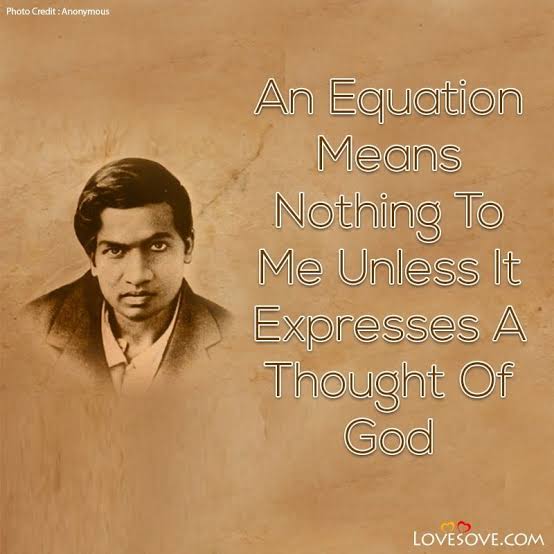 Photo Credit : Anonymous
An Equation
Means
Nothing To
Me Unless It
Expresses A
Thought Of
God
LOVESOVE.COM